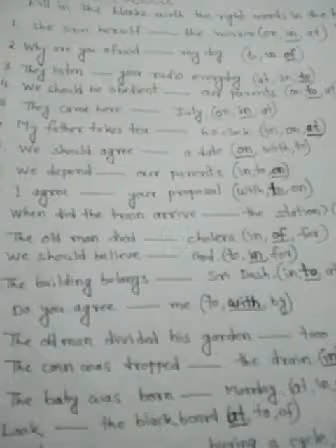 Fill in the blanks with the right words in the
1. She saw herself — the mirror (on, in, at)
2. Why are you afraid — my dog (to, in, of)
3. They listen — your radio everyday (at, in, to)
4. We should be obedient — our parents (on, to, at)
They came here — July (on, in, at)
My father takes tea — o'clock (in, on, at)
We should agree — a date (on, with, to)
We depend — our parents (in, to, on)
I agree — your proposal (with, to, on)
When did the train arrive — the station?
The old man died — cholera (in, of, for)
We should believe — God (to, in, for)
The building belongs — Sri Dash. (in, to,
Do you agree — me (to, with, by)
The old man divided his garden — two
The coin was dropped — the drain (in
The baby was born — Monday. (at, in,
Look — the black board (at, to, of)
having a